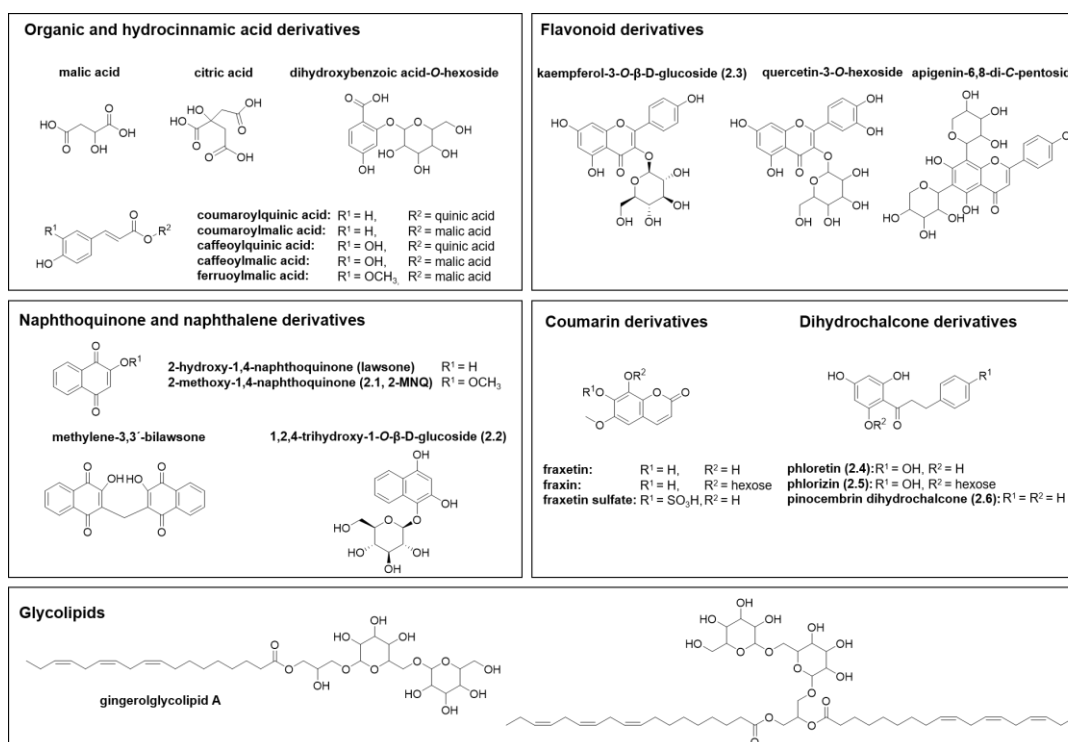 Organic and hydrocinnamic acid derivatives
malic acid
citric acid
dihydroxybenzoic acid-O-hexoside
coumaroylquinic acid: R¹ = H, R² = quinic acid
coumaroylmalic acid: R¹ = H, R² = malic acid
caffeoylquinic acid: R¹ = OH, R² = quinic acid
caffeoylmalic acid: R¹ = OH, R² = malic acid
ferruoylmalic acid: R¹ = OCH₃, R² = malic acid
Flavonoid derivatives
kaempferol-3-O-β-D-glucoside (2.3)
quercetin-3-O-hexoside
apigenin-6,8-di-C-pentosid
Naphthoquinone and naphthalene derivatives
2-hydroxy-1,4-naphthoquinone (lawsone) R¹ = H
2-methoxy-1,4-naphthoquinone (2.1, 2-MNQ) R¹ = OCH₃
methylene-3,3´-bilawsone
1,2,4-trihydroxy-1-O-β-D-glucoside (2.2)
Coumarin derivatives
fraxetin: R¹ = H, R² = H
fraxin: R¹ = H, R² = hexose
fraxetin sulfate: R¹ = SO₃H, R² = H
Dihydrochalcone derivatives
phloretin (2.4): R¹ = OH, R² = H
phlorizin (2.5): R¹ = OH, R² = hexose
pinocembrin dihydrochalcone (2.6): R¹ = R² = H
Glycolipids
gingerolglycolipid A